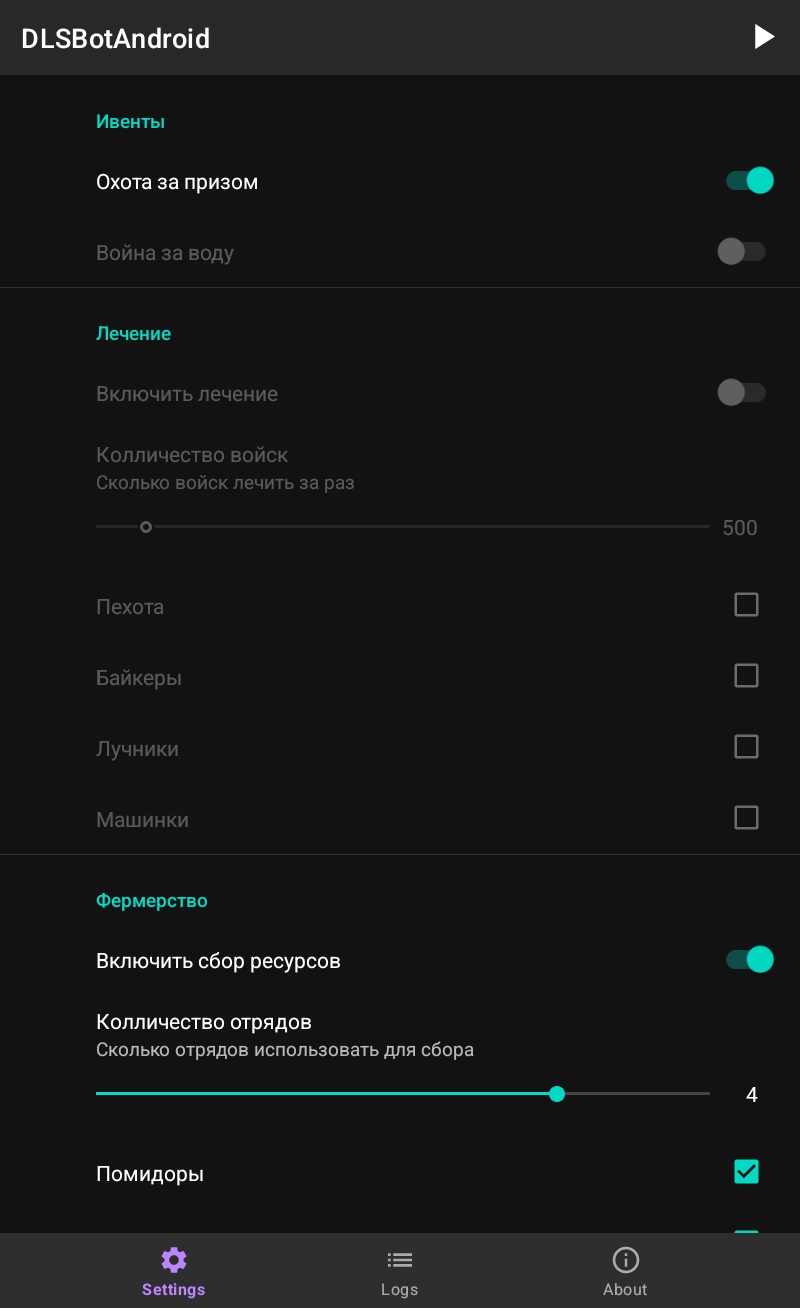 DLSBotAndroid
Ивенты
Охота за призом
Война за воду
Лечение
Включить лечение
Колличество войск
Сколько войск лечить за раз
500
Пехота
Байкеры
Лучники
Машинки
Фермерство
Включить сбор ресурсов
Колличество отрядов
Сколько отрядов использовать для сбора
4
Помидоры
Settings
Logs
About